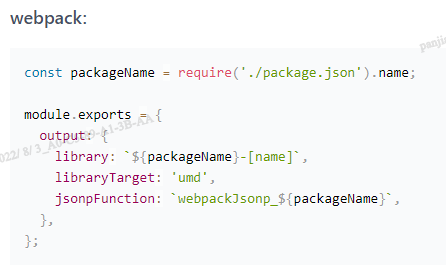 webpack:
const packageName = require('./package.json').name;
module.exports = {
  output: {
    library: `${packageName}-[name]`,
    libraryTarget: 'umd',
    jsonpFunction: `webpackJsonp_${packageName}`,
  },
};